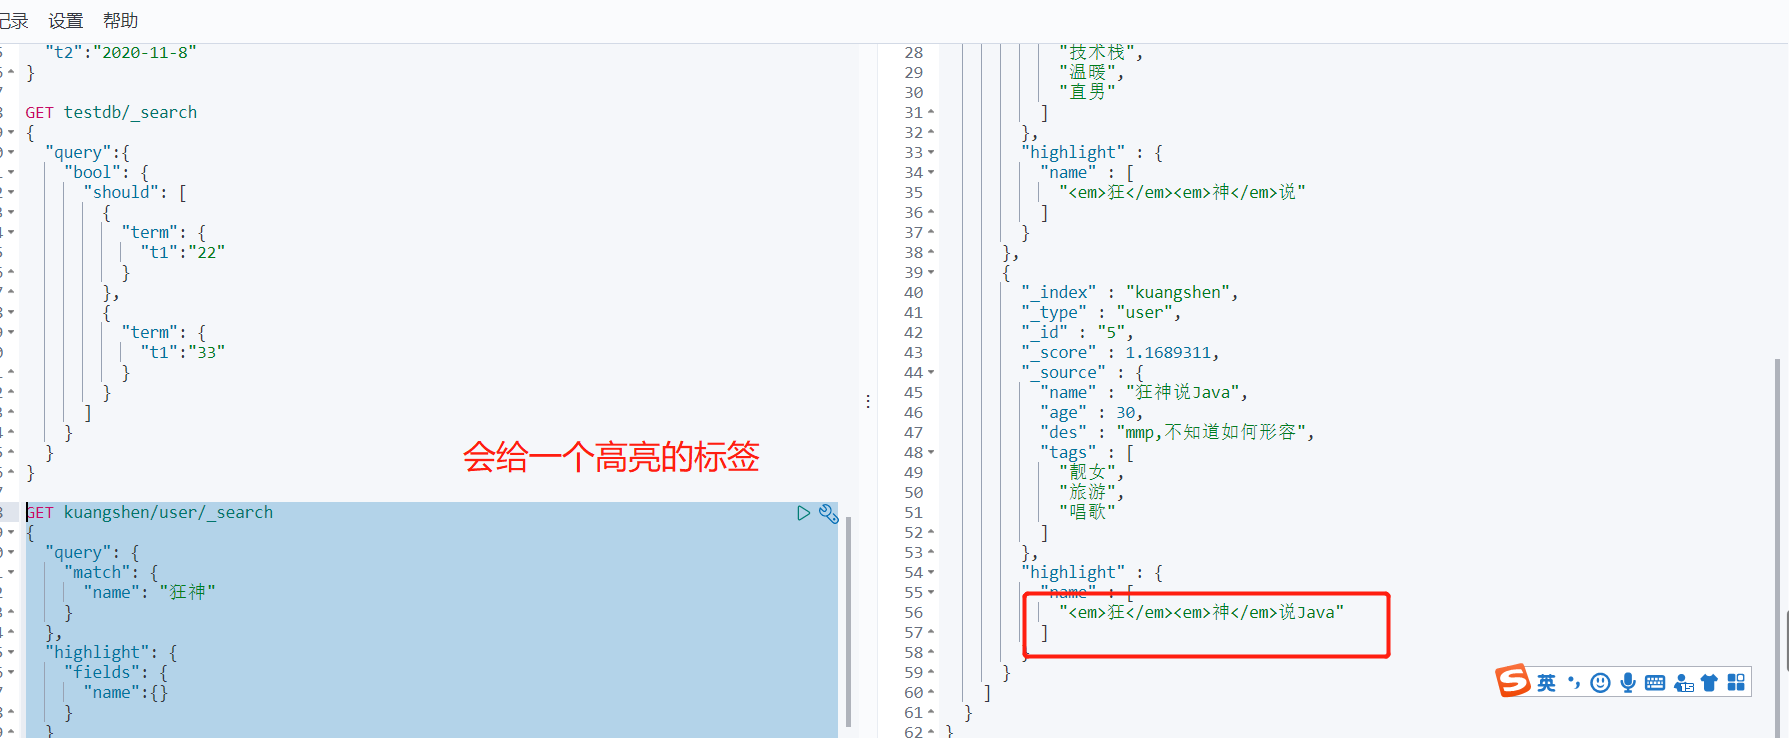 记录 设置 帮助
"t2":"2020-11-8"
}
GET testdb/_search
{
"query":{
"bool": {
"should": [
{
"term": {
"t1":"22"
}
},
{
"term": {
"t1":"33"
}
}
]
}
}
}
会给一个高亮的标签
GET kuangshen/user/_search
{
"query": {
"match": {
"name": "狂神"
}
},
"highlight": {
"fields": {
"name":{}
}
}
28 "技术栈",
29 "温暖",
30 "直男"
31 ]
32 },
33 "highlight" : {
34 "name" : [
35 "<em>狂</em><em>神</em>说"
36 ]
37 }
38 },
39 {
40 "_index" : "kuangshen",
41 "_type" : "user",
42 "_id" : "5",
43 "_score" : 1.1689311,
44 "_source" : {
45 "name" : "狂神说Java",
46 "age" : 30,
47 "des" : "mmp,不知道如何形容",
48 "tags" : [
49 "靓女",
50 "旅游",
51 "唱歌"
52 ]
53 },
54 "highlight" : {
55 "name" : [
56 "<em>狂</em><em>神</em>说Java"
57 ]
58 }
59 }
60 ]
61 }
62 }
S 英